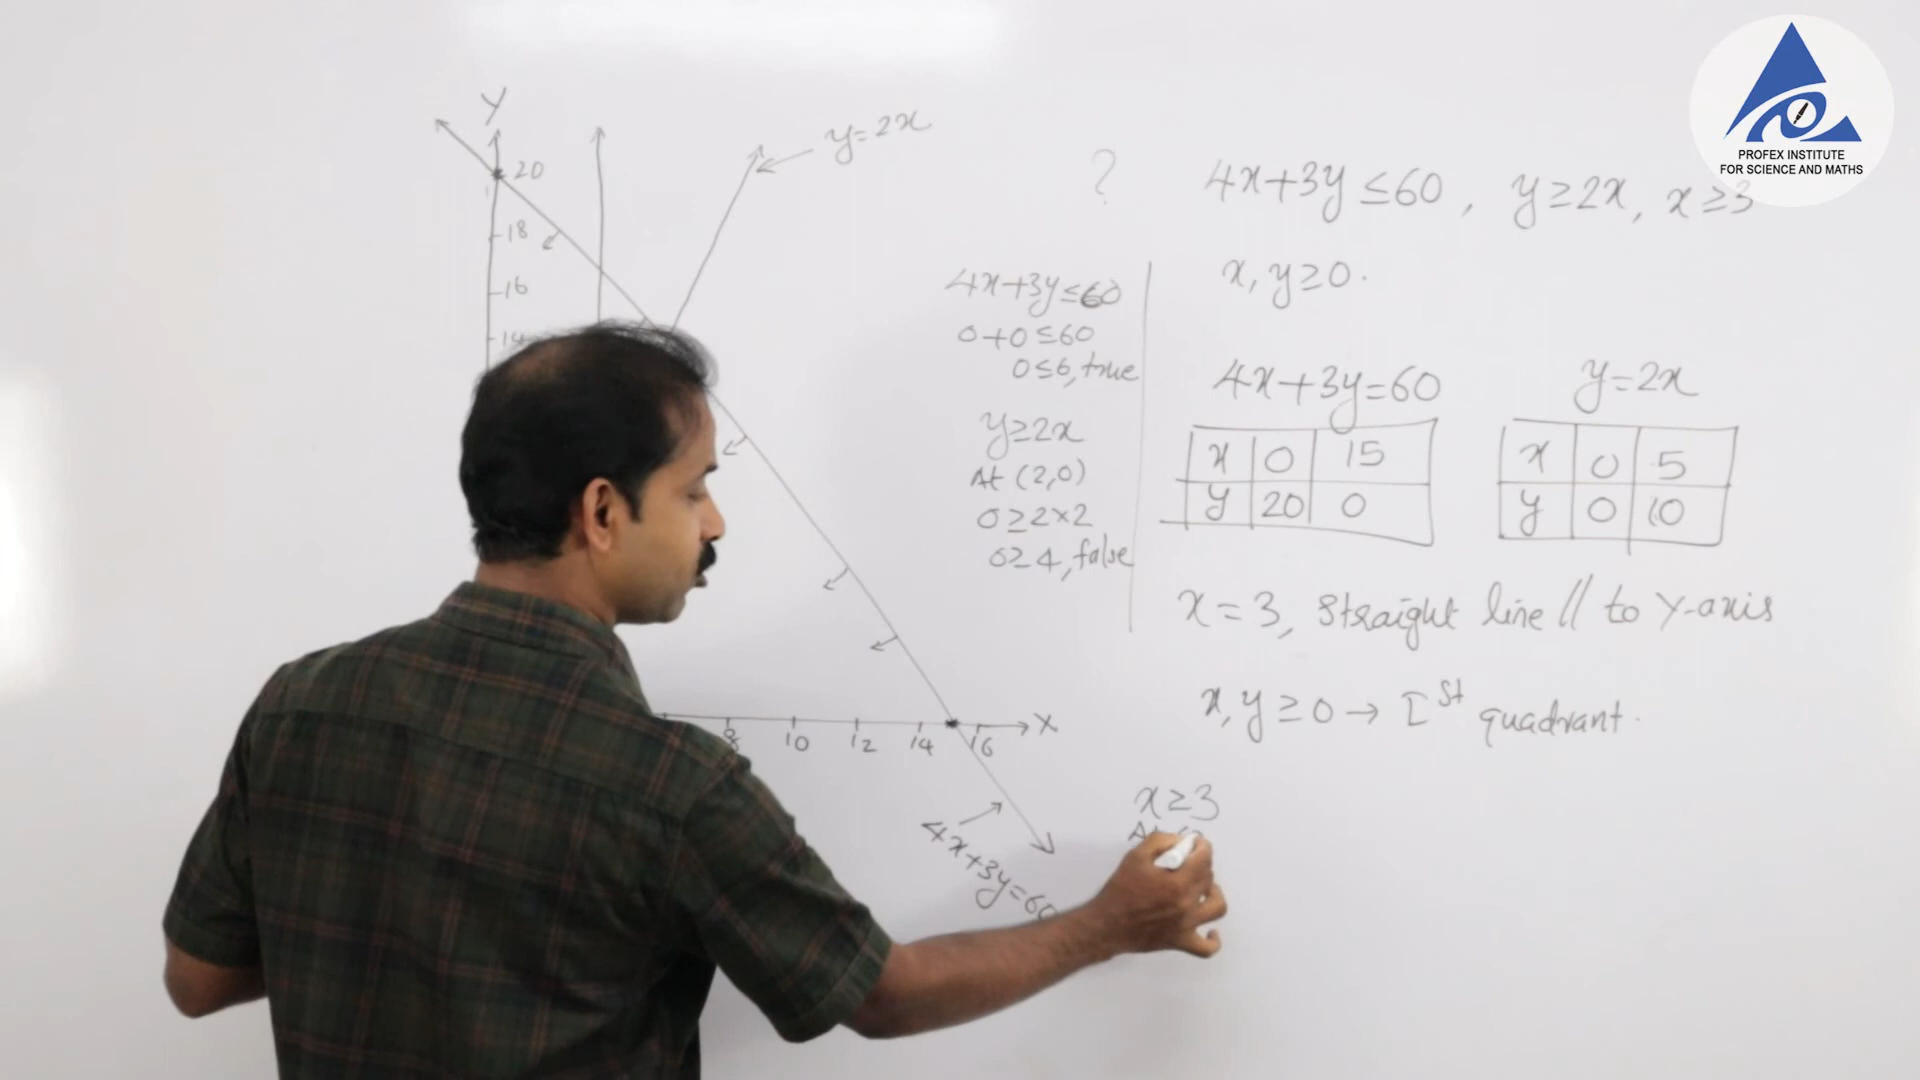 Y
20
18
16
14
y=2x
8 10 12 14 16 X
4x+3y=60
4x+3y≤60
0+0≤60
0≤6, true
y≥2x
At (2,0)
0≥2×2
0≥4, false
? 4x+3y≤60, y≥2x, x≥3
x, y≥0.
4x+3y=60
x 0 15
y 20 0
y=2x
x 0 5
y 0 10
x=3, Straight line // to Y-axis
x, y≥0→ Ist quadrant.
x≥3
At
PROFEX INSTITUTE
FOR SCIENCE AND MATHS